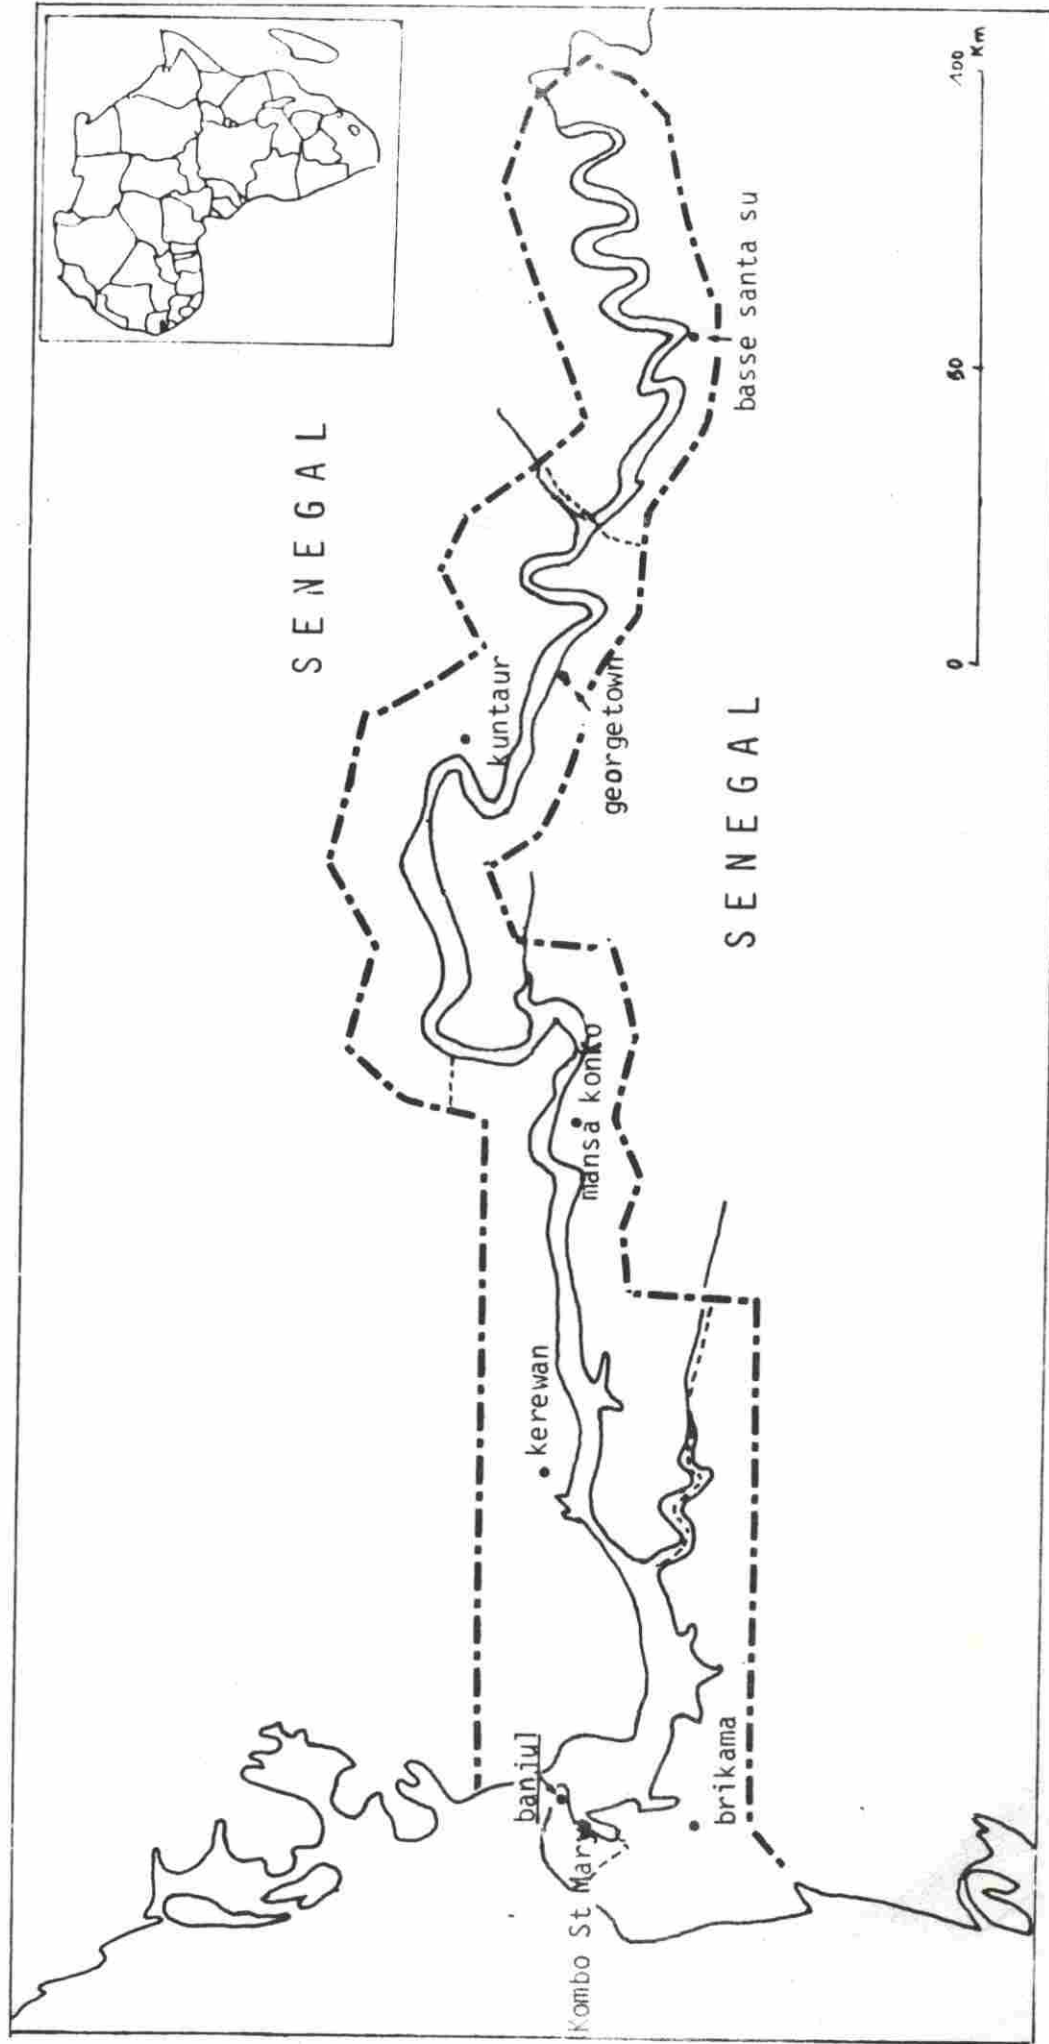 SENEGAL
kuntaur
georgetown
basse santa su
SENEGAL
mansa konko
kerewan
banjul
Kombo St Mary
brikama
0 50 100
Km